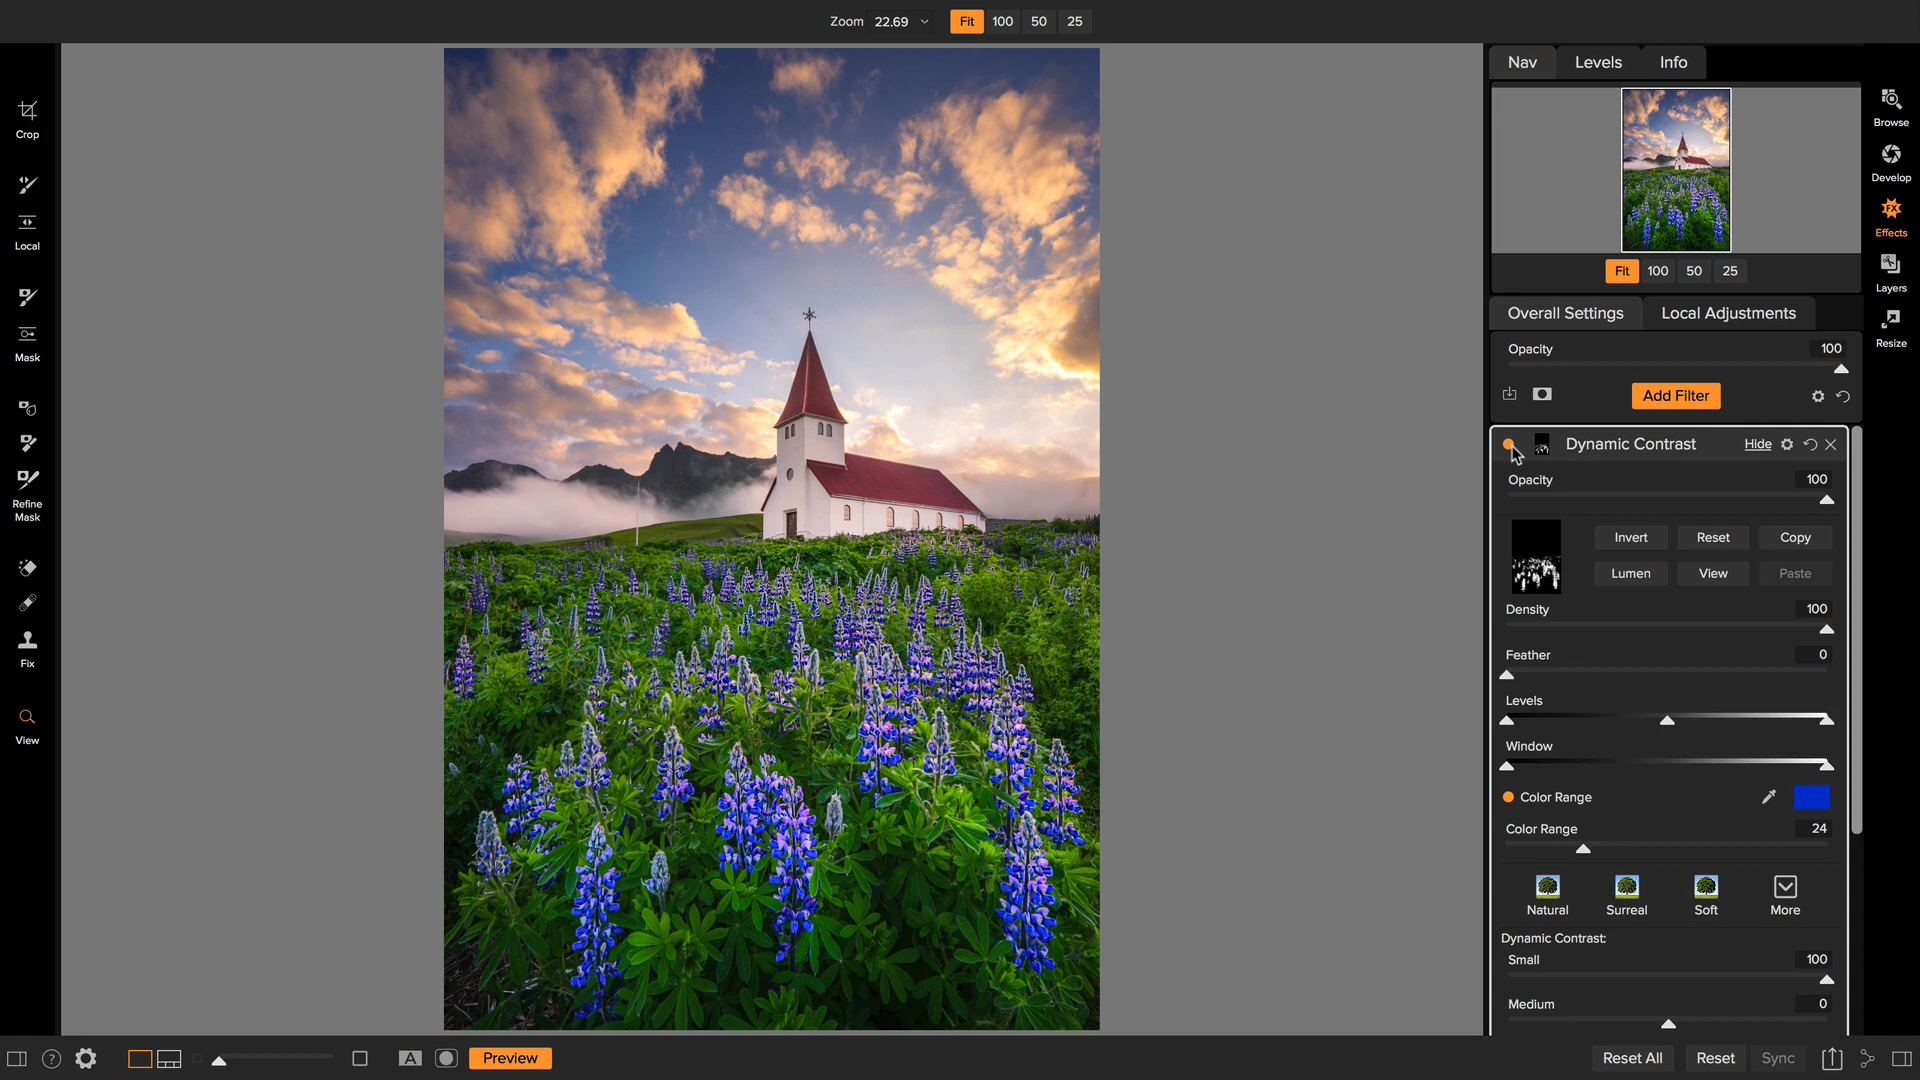 Zoom 22.69 Fit 100 50 25
Crop
Local
Mask
Refine
Mask
Fix
View
Nav Levels Info
Fit 100 50 25
Overall Settings Local Adjustments
Opacity 100
Add Filter
Dynamic Contrast Hide
Opacity 100
Invert Reset Copy
Lumen View Paste
Density 100
Feather 0
Levels
Window
Color Range
Color Range 24
Natural Surreal Soft More
Dynamic Contrast:
Small 100
Medium 0
Browse
Develop
FX
Effects
Layers
Resize
? A Preview
Reset All Reset Sync